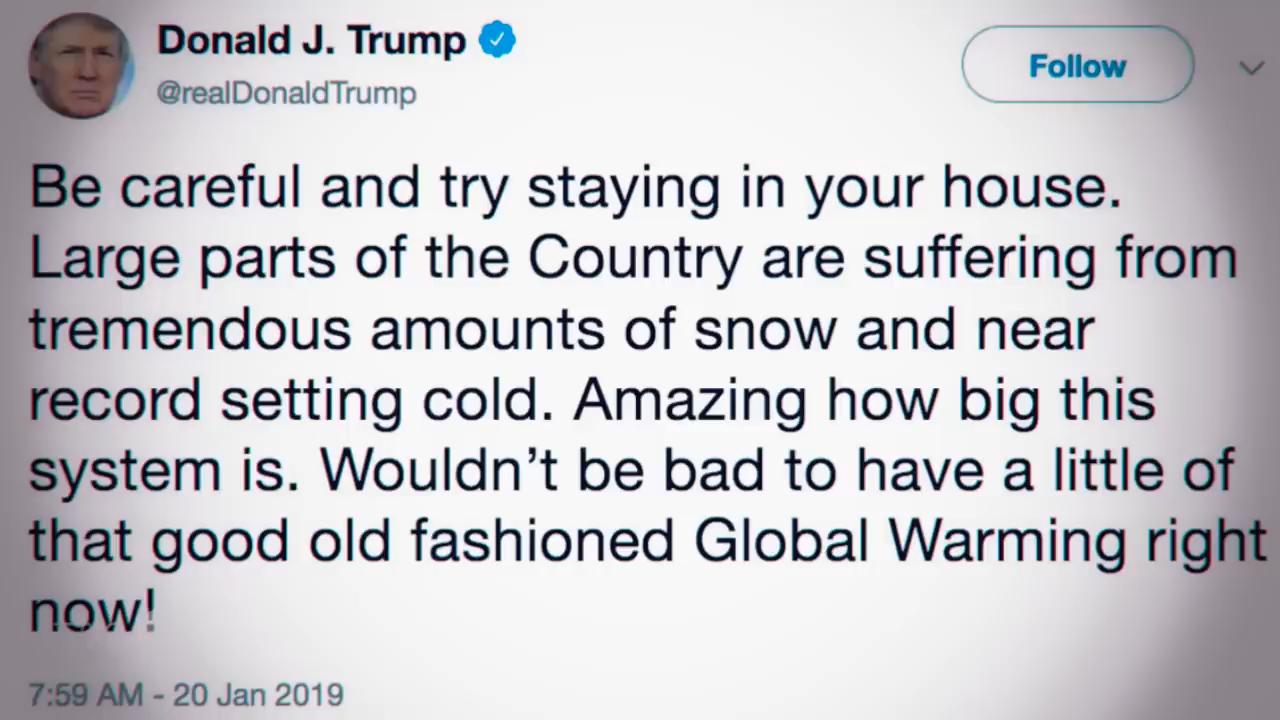 Donald J. Trump
@realDonaldTrump
Follow
Be careful and try staying in your house.
Large parts of the Country are suffering from
tremendous amounts of snow and near
record setting cold. Amazing how big this
system is. Wouldn’t be bad to have a little of
that good old fashioned Global Warming right
now!
7:59 AM - 20 Jan 2019